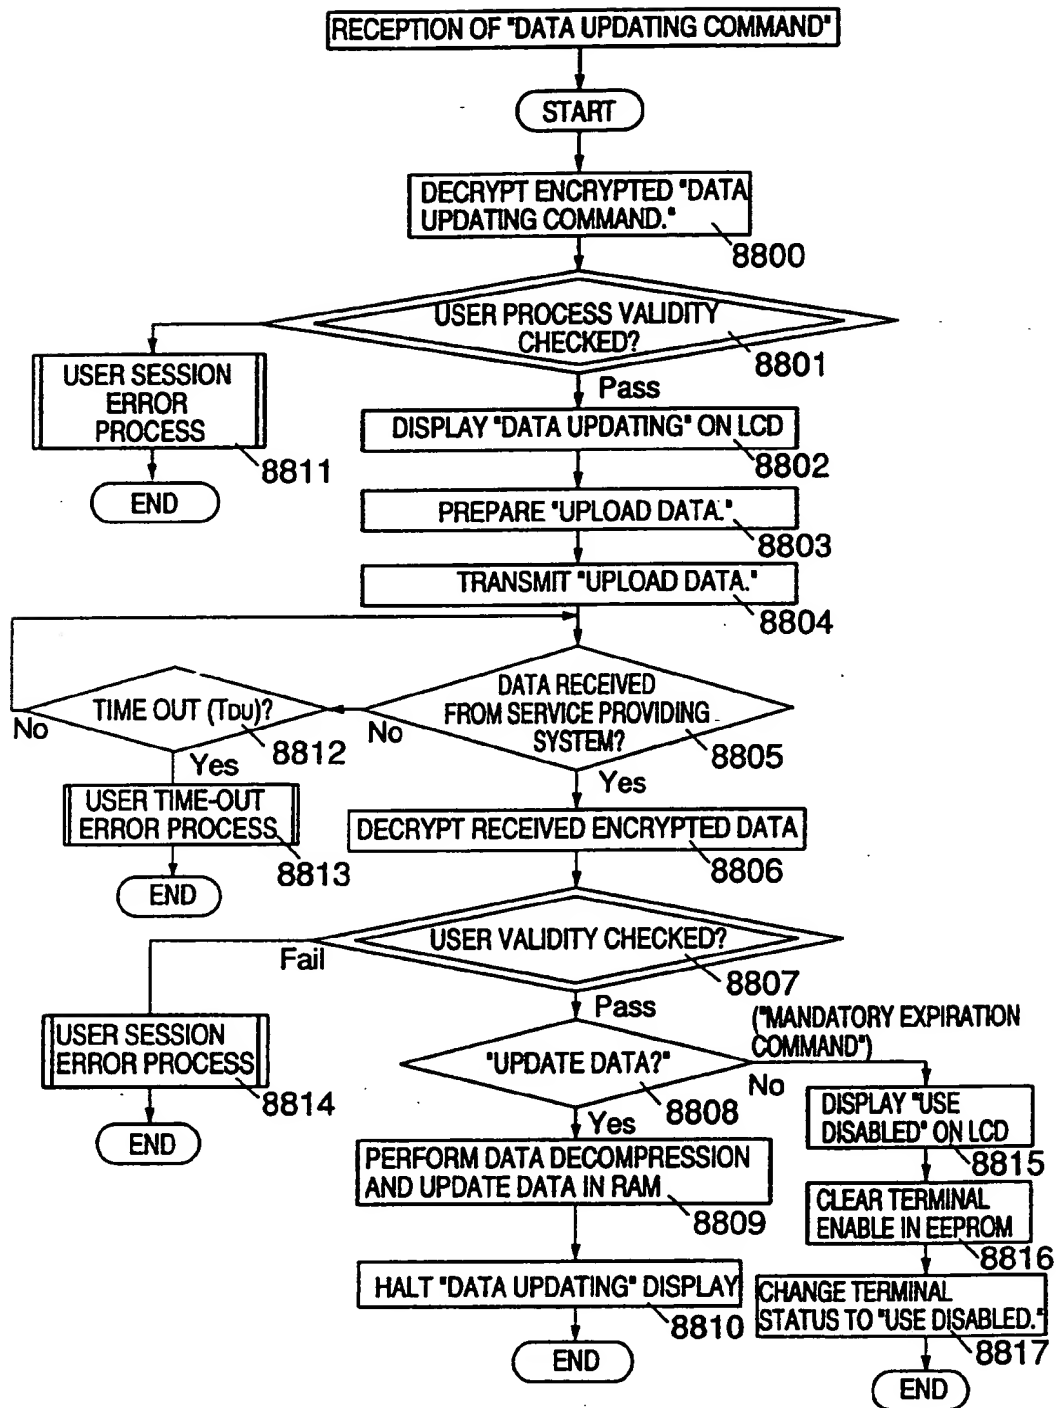 RECEPTION OF "DATA UPDATING COMMAND"
START
DECRYPT ENCRYPTED "DATA
UPDATING COMMAND."
8800
USER PROCESS VALIDITY
CHECKED?
8801
Pass
USER SESSION
ERROR
PROCESS
8811
END
DISPLAY "DATA UPDATING" ON LCD
8802
PREPARE "UPLOAD DATA."
8803
TRANSMIT "UPLOAD DATA."
8804
DATA RECEIVED
FROM SERVICE PROVIDING
SYSTEM?
8805
No
TIME OUT (TDU)?
8812
No
Yes
USER TIME-OUT
ERROR PROCESS
8813
END
Yes
DECRYPT RECEIVED ENCRYPTED DATA
8806
USER VALIDITY CHECKED?
8807
Fail
USER SESSION
ERROR PROCESS
8814
END
Pass
"UPDATE DATA?"
8808
("MANDATORY EXPIRATION
COMMAND")
No
Yes
PERFORM DATA DECOMPRESSION
AND UPDATE DATA IN RAM
8809
HALT "DATA UPDATING" DISPLAY
8810
END
DISPLAY "USE
DISABLED" ON LCD
8815
CLEAR TERMINAL
ENABLE IN EEPROM
8816
CHANGE TERMINAL
STATUS TO "USE DISABLED."
8817
END